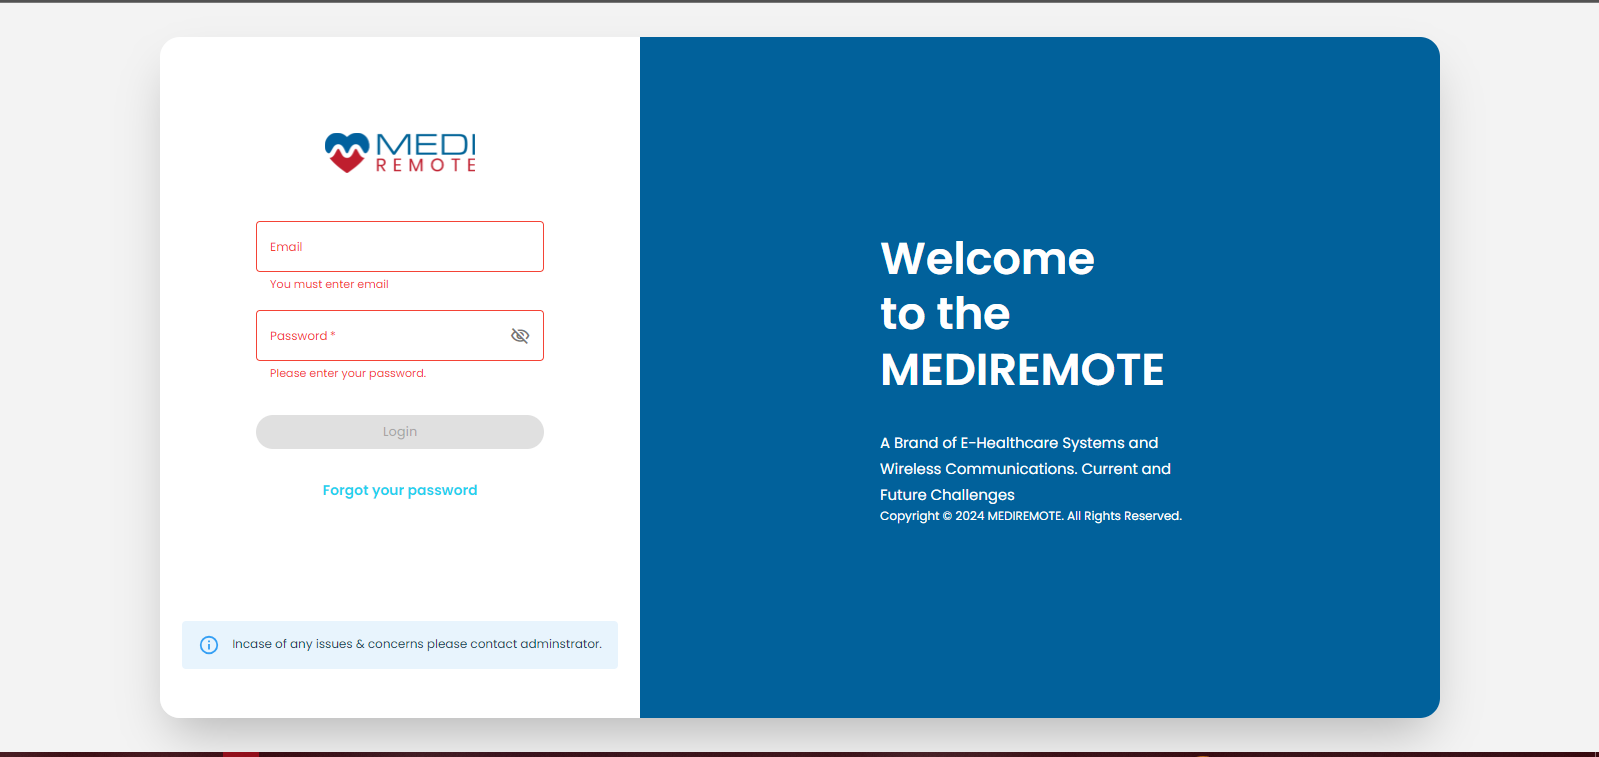 MEDI
REMOTE
Email
You must enter email
Password *
Please enter your password.
Login
Forgot your password
Incase of any issues & concerns please contact adminstrator.
Welcome
to the
MEDIREMOTE
A Brand of E-Healthcare Systems and
Wireless Communications. Current and
Future Challenges
Copyright © 2024 MEDIREMOTE. All Rights Reserved.